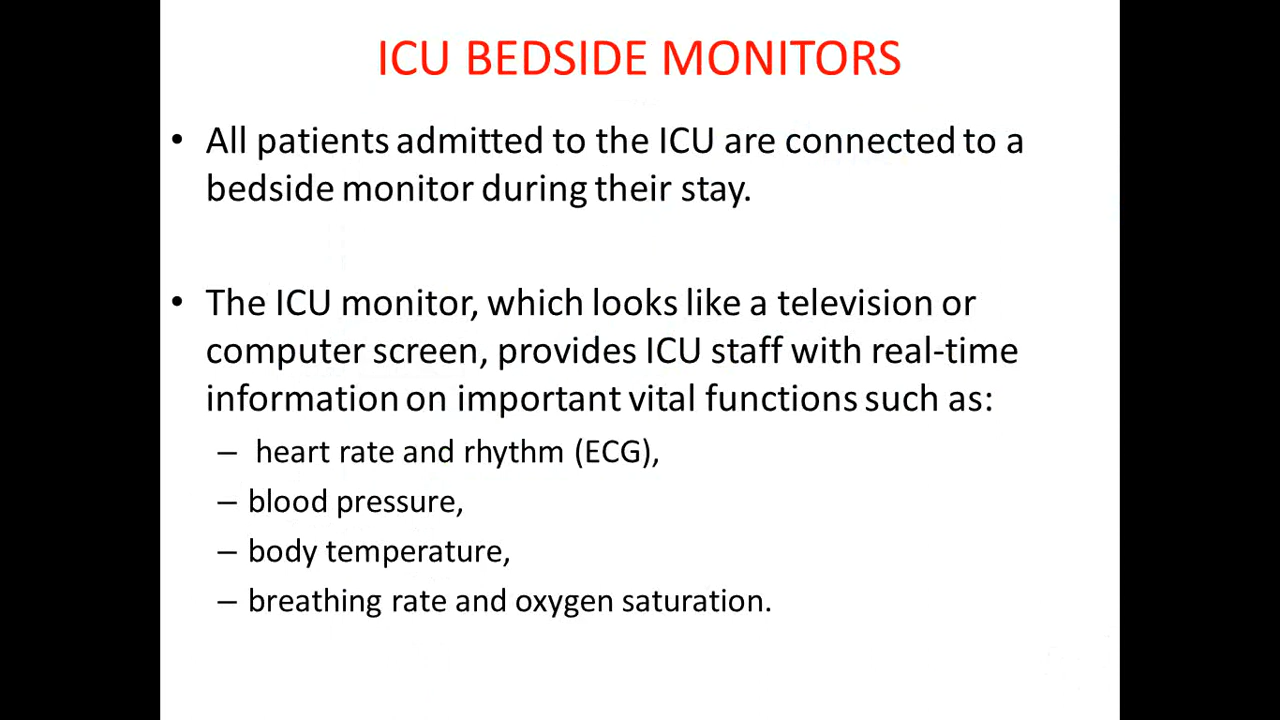 ICU BEDSIDE MONITORS
• All patients admitted to the ICU are connected to a
bedside monitor during their stay.
• The ICU monitor, which looks like a television or
computer screen, provides ICU staff with real-time
information on important vital functions such as:
– heart rate and rhythm (ECG),
– blood pressure,
– body temperature,
– breathing rate and oxygen saturation.